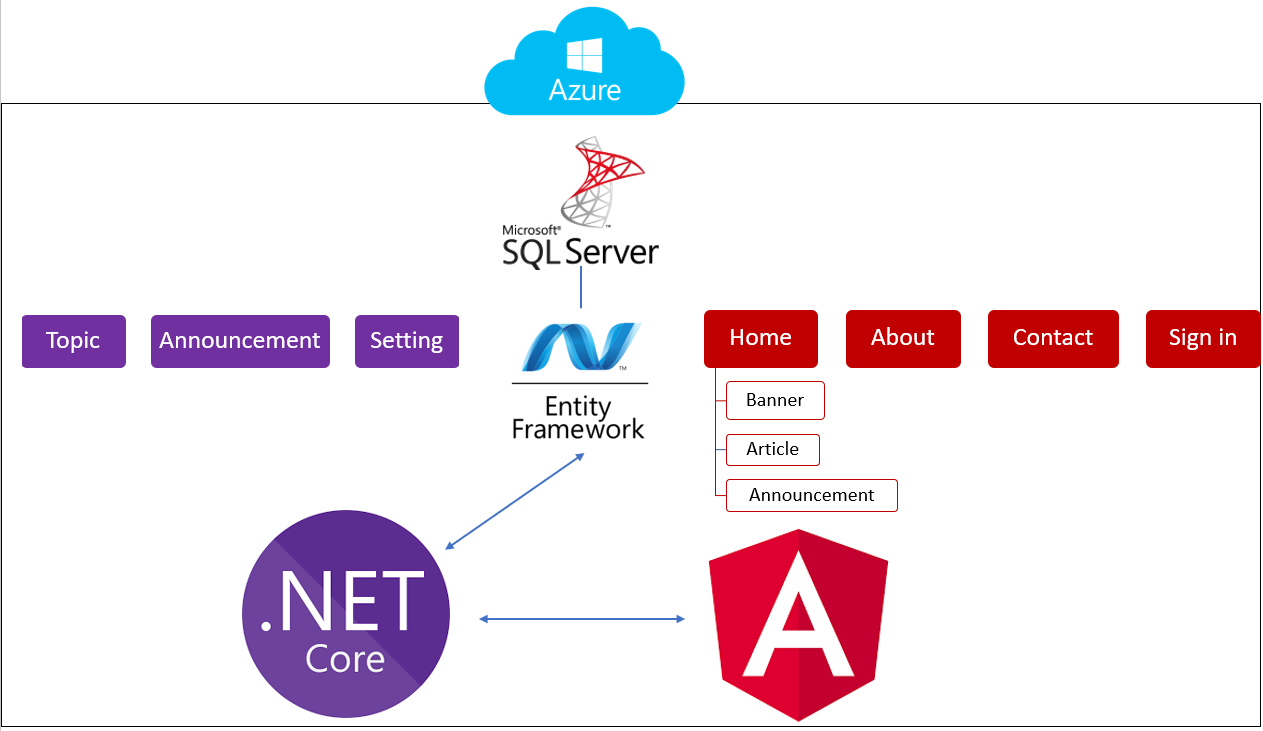 Azure
Microsoft®
SQL Server
Topic
Announcement
Setting
Home
About
Contact
Sign in
TM
Entity
Framework
Banner
Article
Announcement
.NET
Core
A